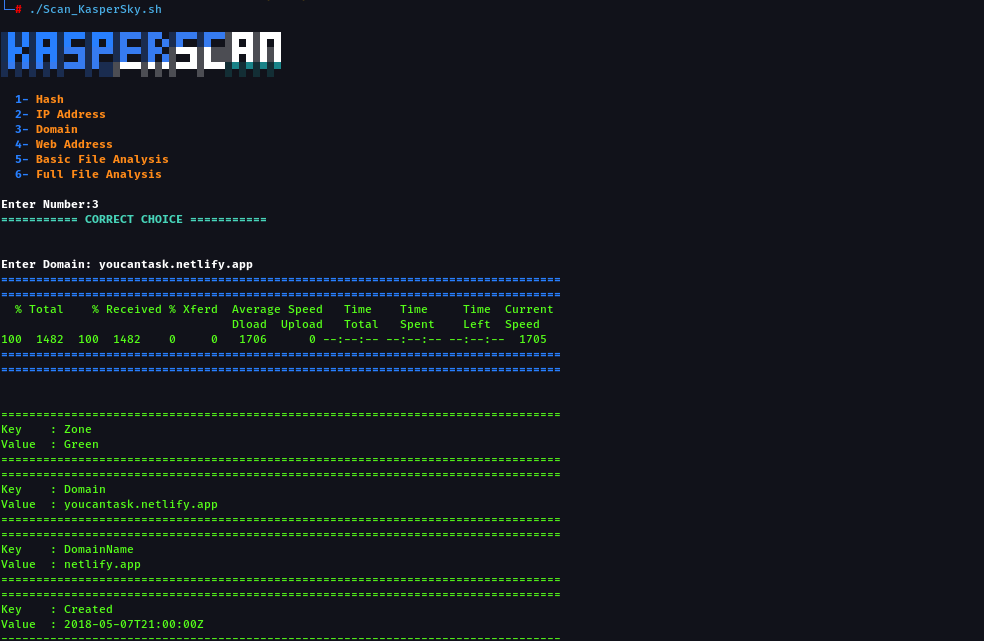 └─# ./Scan_KasperSky.sh
KASPERSCAN
1- Hash
2- IP Address
3- Domain
4- Web Address
5- Basic File Analysis
6- Full File Analysis
Enter Number:3
=========== CORRECT CHOICE ===========
Enter Domain: youcantask.netlify.app
================================================================================
================================================================================
% Total    % Received % Xferd  Average Speed   Time    Time     Time  Current
Dload  Upload   Total   Spent    Left  Speed
100  1482  100  1482    0     0   1706      0 --:--:-- --:--:-- --:--:--  1705
================================================================================
================================================================================
================================================================================
Key    : Zone
Value  : Green
================================================================================
================================================================================
Key    : Domain
Value  : youcantask.netlify.app
================================================================================
================================================================================
Key    : DomainName
Value  : netlify.app
================================================================================
================================================================================
Key    : Created
Value  : 2018-05-07T21:00:00Z
================================================================================